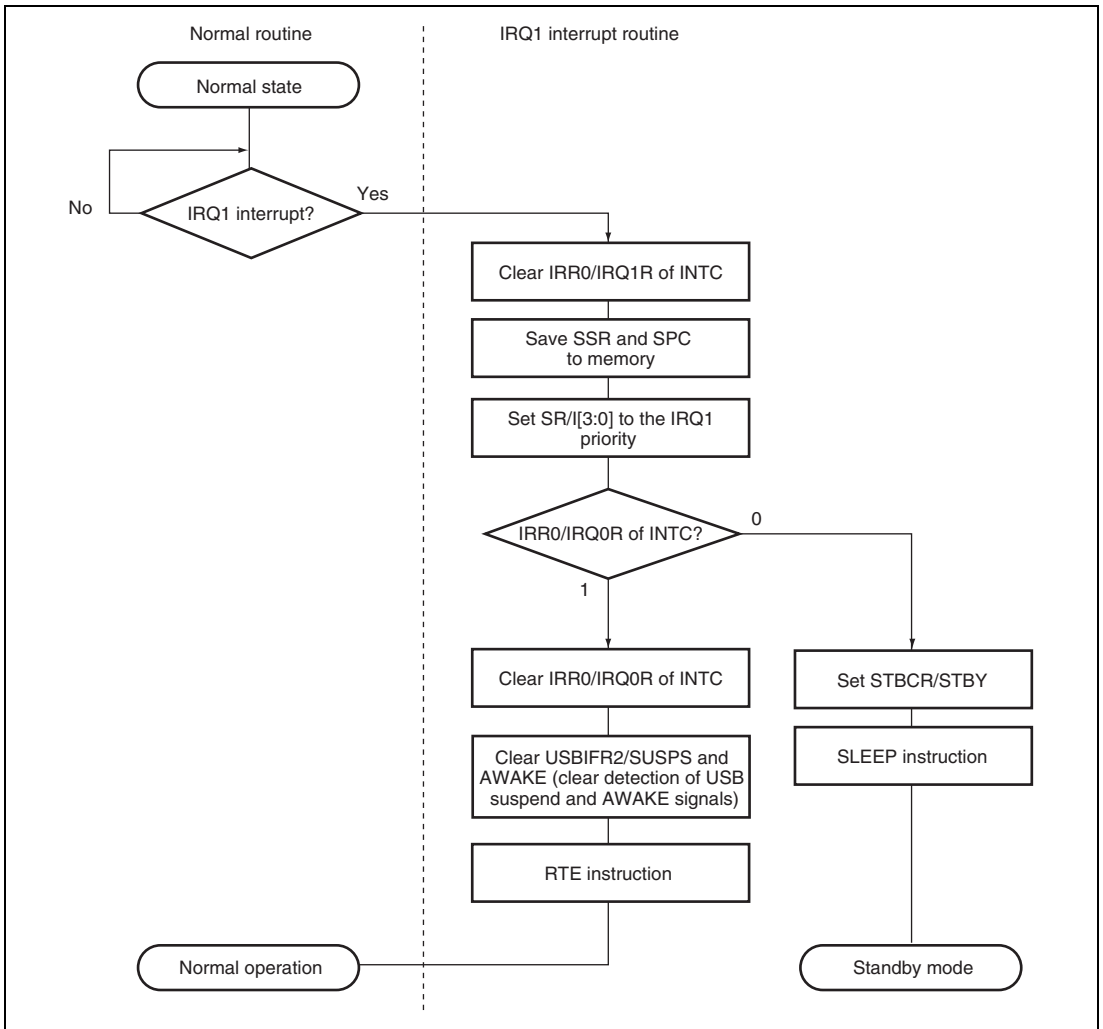 Normal routine
IRQ1 interrupt routine
Normal state
No
IRQ1 interrupt?
Yes
Clear IRR0/IRQ1R of INTC
Save SSR and SPC
to memory
Set SR/I[3:0] to the IRQ1
priority
IRR0/IRQ0R of INTC?
0
1
Clear IRR0/IRQ0R of INTC
Set STBCR/STBY
Clear USBIFR2/SUSPS and
AWAKE (clear detection of USB
suspend and AWAKE signals)
SLEEP instruction
RTE instruction
Normal operation
Standby mode